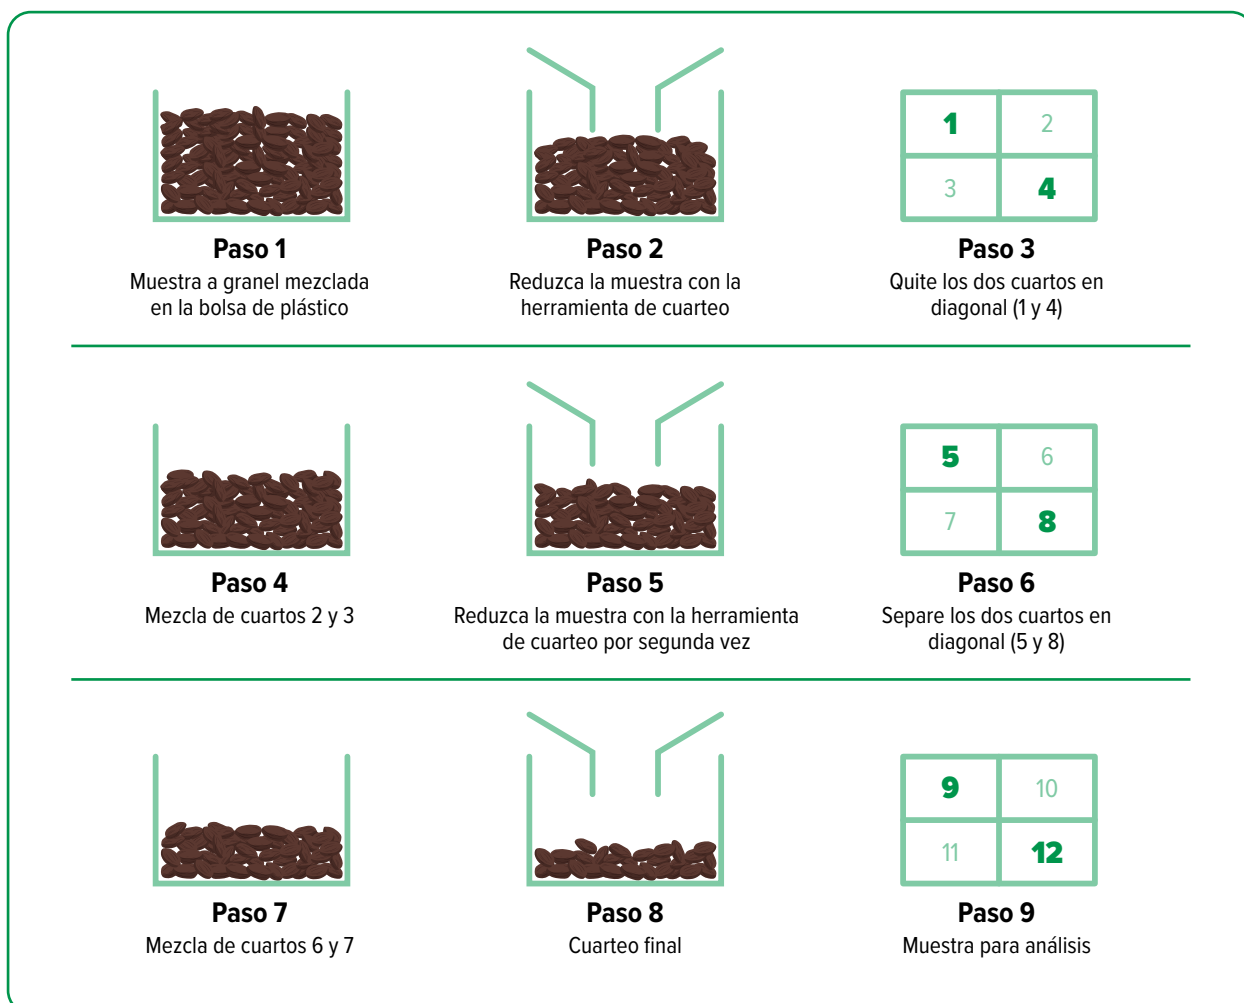 1
2
3
4
Paso 1
Muestra a granel mezclada
en la bolsa de plástico
Paso 2
Reduzca la muestra con la
herramienta de cuarteo
Paso 3
Quite los dos cuartos en
diagonal (1 y 4)
5
6
7
8
Paso 4
Mezcla de cuartos 2 y 3
Paso 5
Reduzca la muestra con la herramienta
de cuarteo por segunda vez
Paso 6
Separe los dos cuartos en
diagonal (5 y 8)
9
10
11
12
Paso 7
Mezcla de cuartos 6 y 7
Paso 8
Cuarteo final
Paso 9
Muestra para análisis